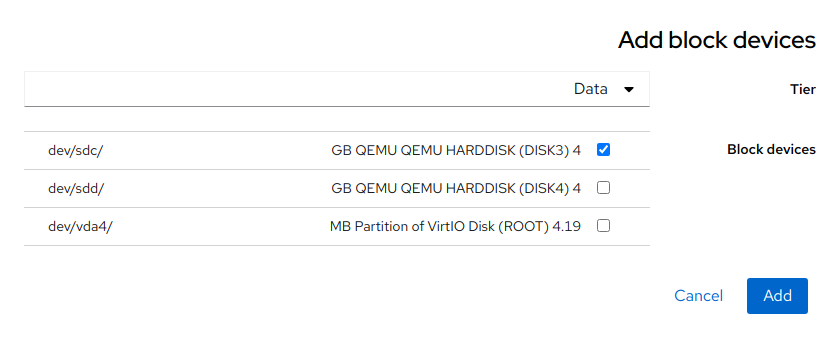 Add block devices
Tier
Data
Block devices
GB QEMU QEMU HARDDISK (DISK3) 4
dev/sdc/
GB QEMU QEMU HARDDISK (DISK4) 4
dev/sdd/
MB Partition of VirtIO Disk (ROOT) 4.19
dev/vda4/
Add
Cancel